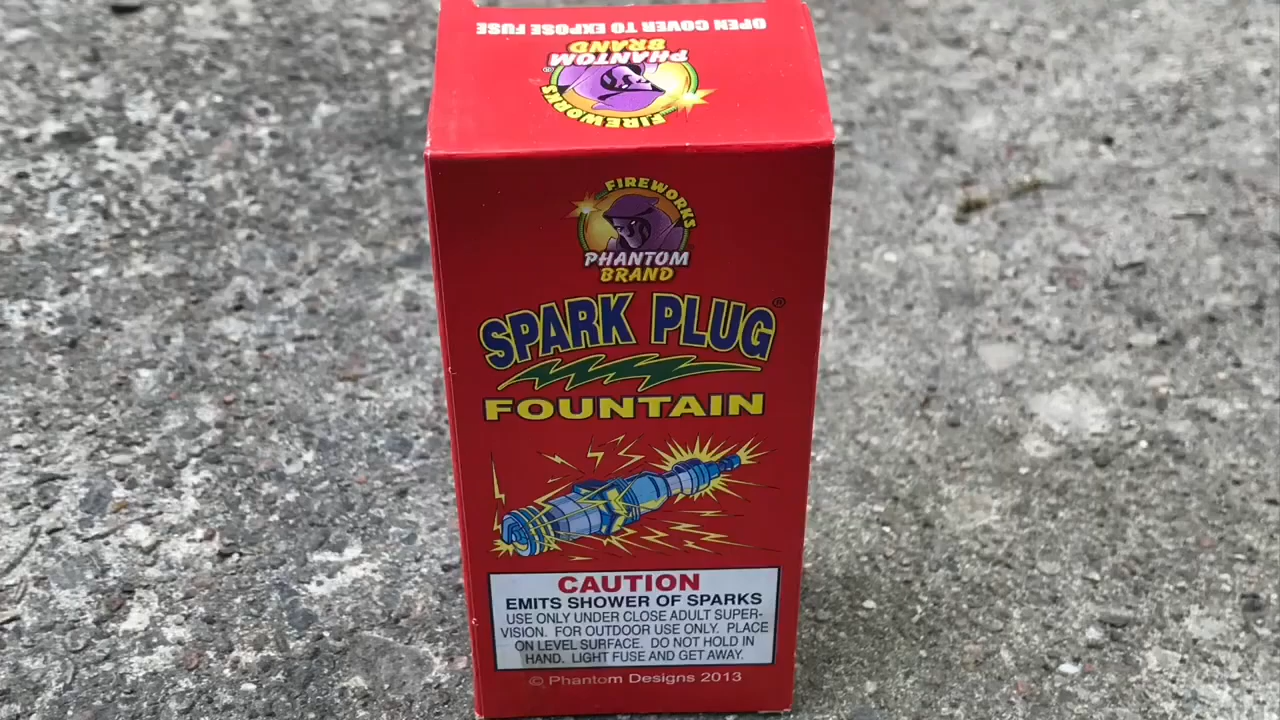 OPEN COVER TO EXPOSE FUSE
PHANTOM
BRAND
FIREWORKS
FIREWORKS
PHANTOM
BRAND
SPARK PLUG®
FOUNTAIN
CAUTION
EMITS SHOWER OF SPARKS
USE ONLY UNDER CLOSE ADULT SUPER-
VISION. FOR OUTDOOR USE ONLY. PLACE
ON LEVEL SURFACE. DO NOT HOLD IN
HAND. LIGHT FUSE AND GET AWAY.
© Phantom Designs 2013